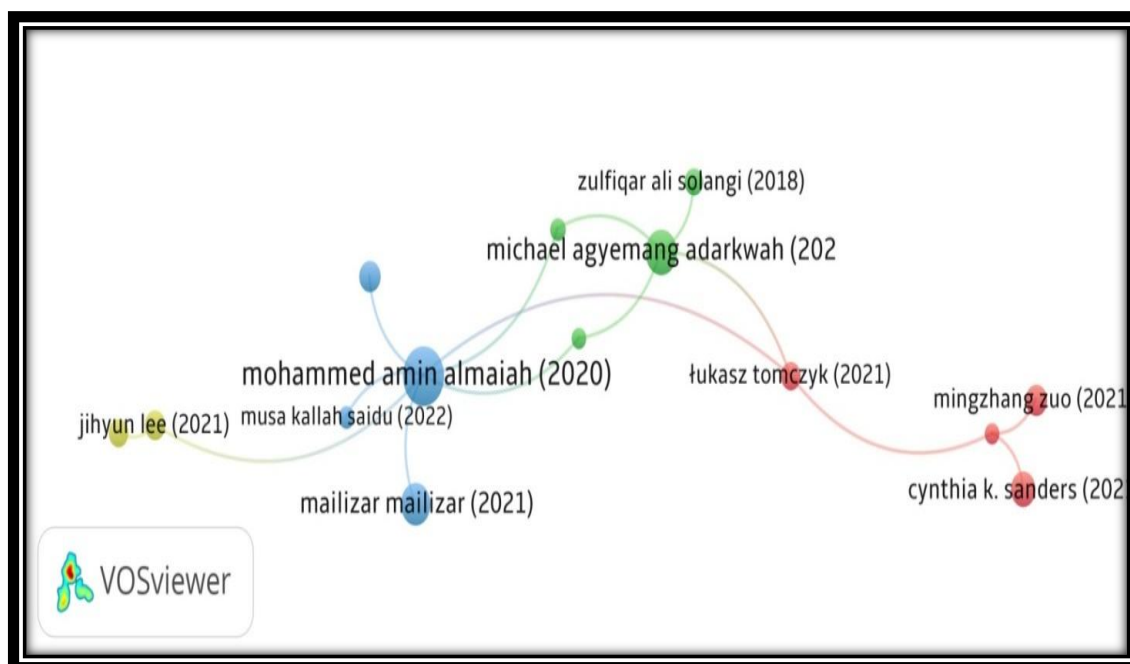 zulfiqar ali solangi (2018)
michael agyemang adarkwah (202
mohammed amin almaiah (2020)
łukasz tomczyk (2021)
mingzhang zuo (2021
jihyun lee (2021)
musa kallah saidu (2022)
cynthia k. sanders (202
mailizar mailizar (2021)
VOSviewer